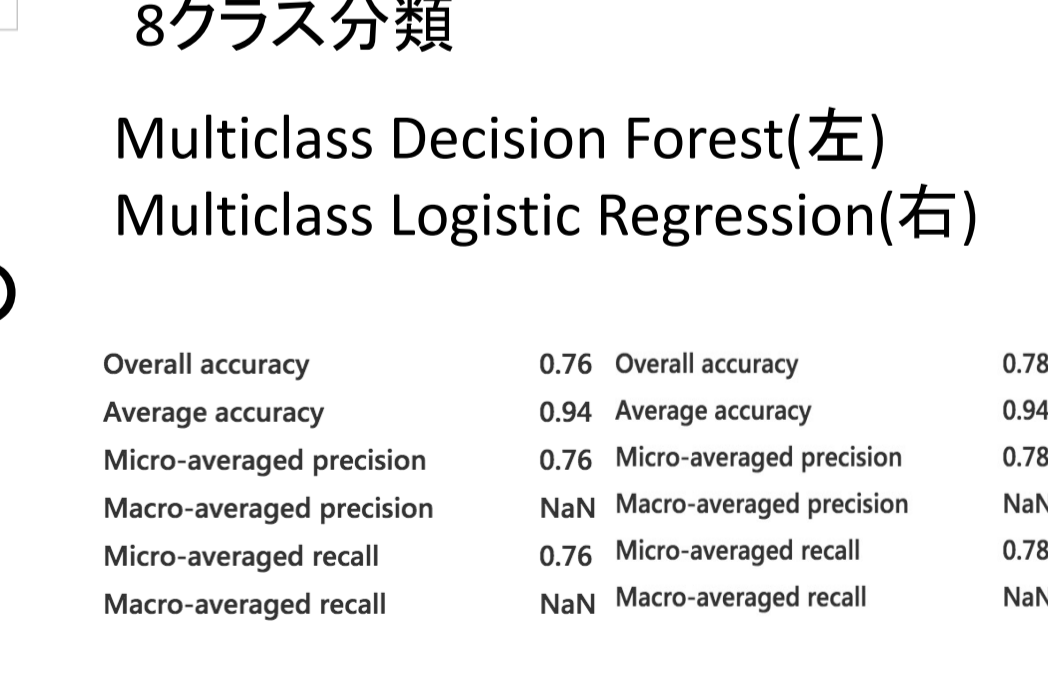 8クラス分類
Multiclass Decision Forest(左)
Multiclass Logistic Regression(右)
Overall accuracy 0.76 Overall accuracy 0.78
Average accuracy 0.94 Average accuracy 0.94
Micro-averaged precision 0.76 Micro-averaged precision 0.78
Macro-averaged precision NaN Macro-averaged precision NaN
Micro-averaged recall 0.76 Micro-averaged recall 0.78
Macro-averaged recall NaN Macro-averaged recall NaN